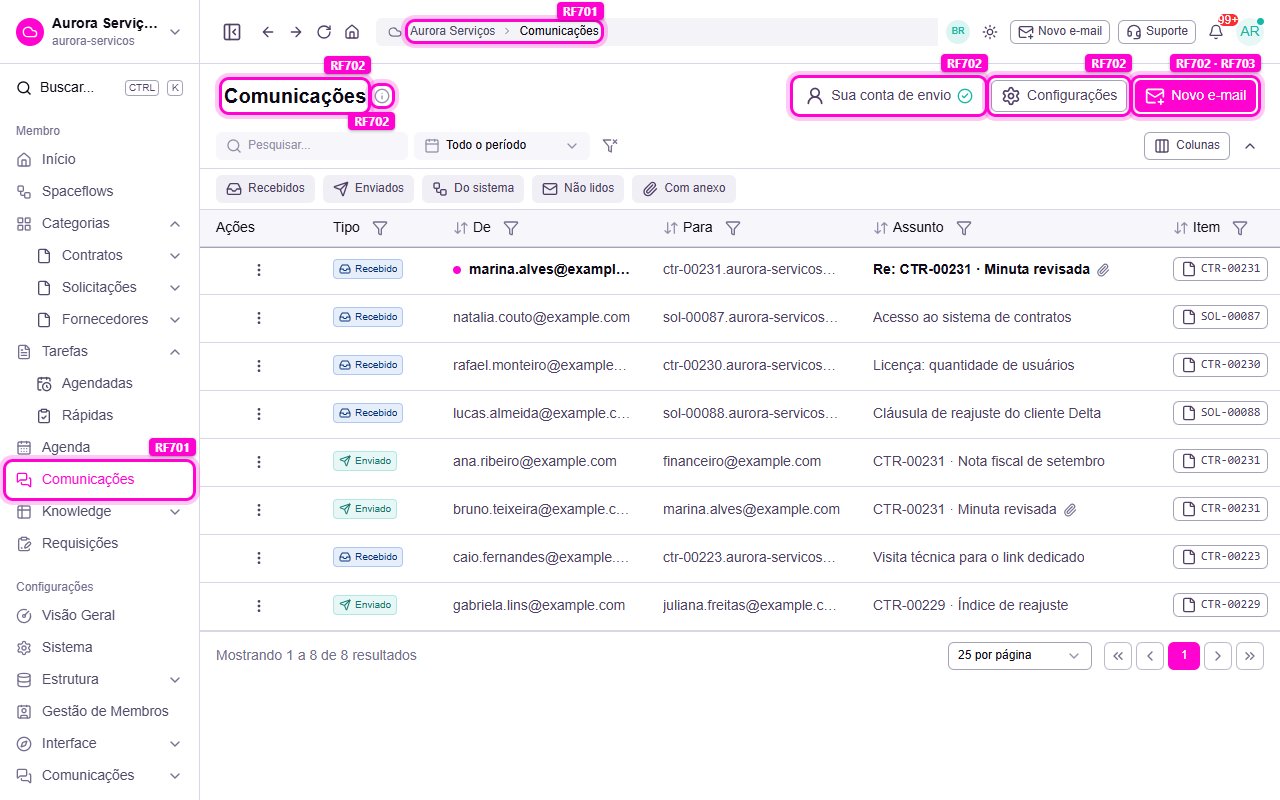 Aurora Serviç...
aurora-servicos
Buscar...
CTRL
K
Membro
Início
Spaceflows
Categorias
Contratos
Solicitações
Fornecedores
Tarefas
Agendadas
Rápidas
Agenda
RF701
Comunicações
Knowledge
Requisições
Configurações
Visão Geral
Sistema
Estrutura
Gestão de Membros
Interface
Comunicações
RF701
Aurora Serviços
Comunicações
BR
Novo e-mail
Suporte
99+
AR
RF702
Comunicações
RF702
RF702
Sua conta de envio
RF702
Configurações
RF702 - RF703
Novo e-mail
Pesquisar...
Todo o período
Colunas
Recebidos
Enviados
Do sistema
Não lidos
Com anexo
Ações Tipo De Para Assunto Item
Recebido marina.alves@exampl... ctr-00231.aurora-servicos... Re: CTR-00231 · Minuta revisada CTR-00231
Recebido natalia.couto@example.com sol-00087.aurora-servicos... Acesso ao sistema de contratos SOL-00087
Recebido rafael.monteiro@example... ctr-00230.aurora-servicos... Licença: quantidade de usuários CTR-00230
Recebido lucas.almeida@example.c... sol-00088.aurora-servicos... Cláusula de reajuste do cliente Delta SOL-00088
Enviado ana.ribeiro@example.com financeiro@example.com CTR-00231 · Nota fiscal de setembro CTR-00231
Enviado bruno.teixeira@example.c... marina.alves@example.com CTR-00231 · Minuta revisada CTR-00231
Recebido caio.fernandes@example.... ctr-00223.aurora-servicos... Visita técnica para o link dedicado CTR-00223
Enviado gabriela.lins@example.com juliana.freitas@example.c... CTR-00229 · Índice de reajuste CTR-00229
Mostrando 1 a 8 de 8 resultados
25 por página
1